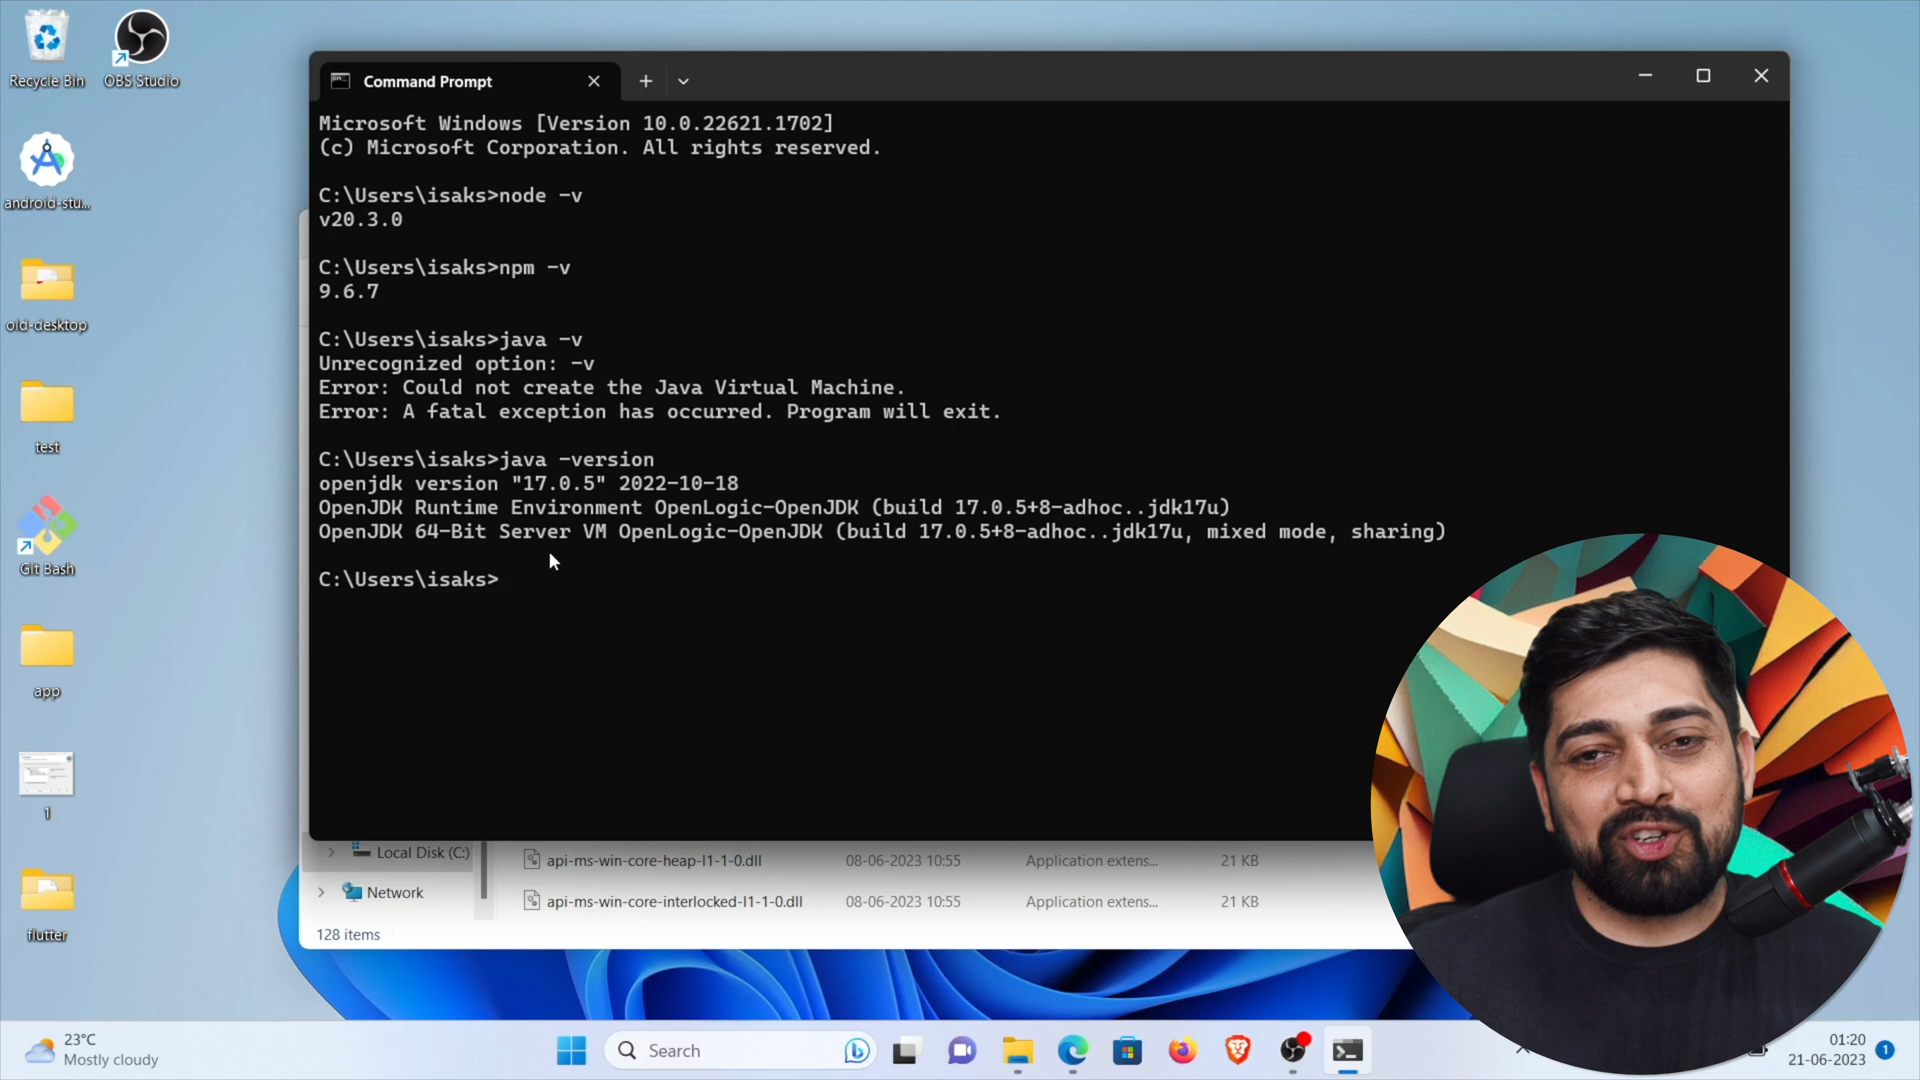 Recycle Bin
OBS Studio
android-stu...
old-desktop
test
Git Bash
app
1
flutter
Command Prompt
Microsoft Windows [Version 10.0.22621.1702]
(c) Microsoft Corporation. All rights reserved.
C:\Users\isaks>node -v
v20.3.0
C:\Users\isaks>npm -v
9.6.7
C:\Users\isaks>java -v
Unrecognized option: -v
Error: Could not create the Java Virtual Machine.
Error: A fatal exception has occurred. Program will exit.
C:\Users\isaks>java -version
openjdk version "17.0.5" 2022-10-18
OpenJDK Runtime Environment OpenLogic-OpenJDK (build 17.0.5+8-adhoc..jdk17u)
OpenJDK 64-Bit Server VM OpenLogic-OpenJDK (build 17.0.5+8-adhoc..jdk17u, mixed mode, sharing)
C:\Users\isaks>
Local Disk (C:)
api-ms-win-core-heap-l1-1-0.dll 08-06-2023 10:55 Application extens... 21 KB
Network
api-ms-win-core-interlocked-l1-1-0.dll 08-06-2023 10:55 Application extens... 21 KB
128 items
23°C
Mostly cloudy
Search
01:20
21-06-2023
1